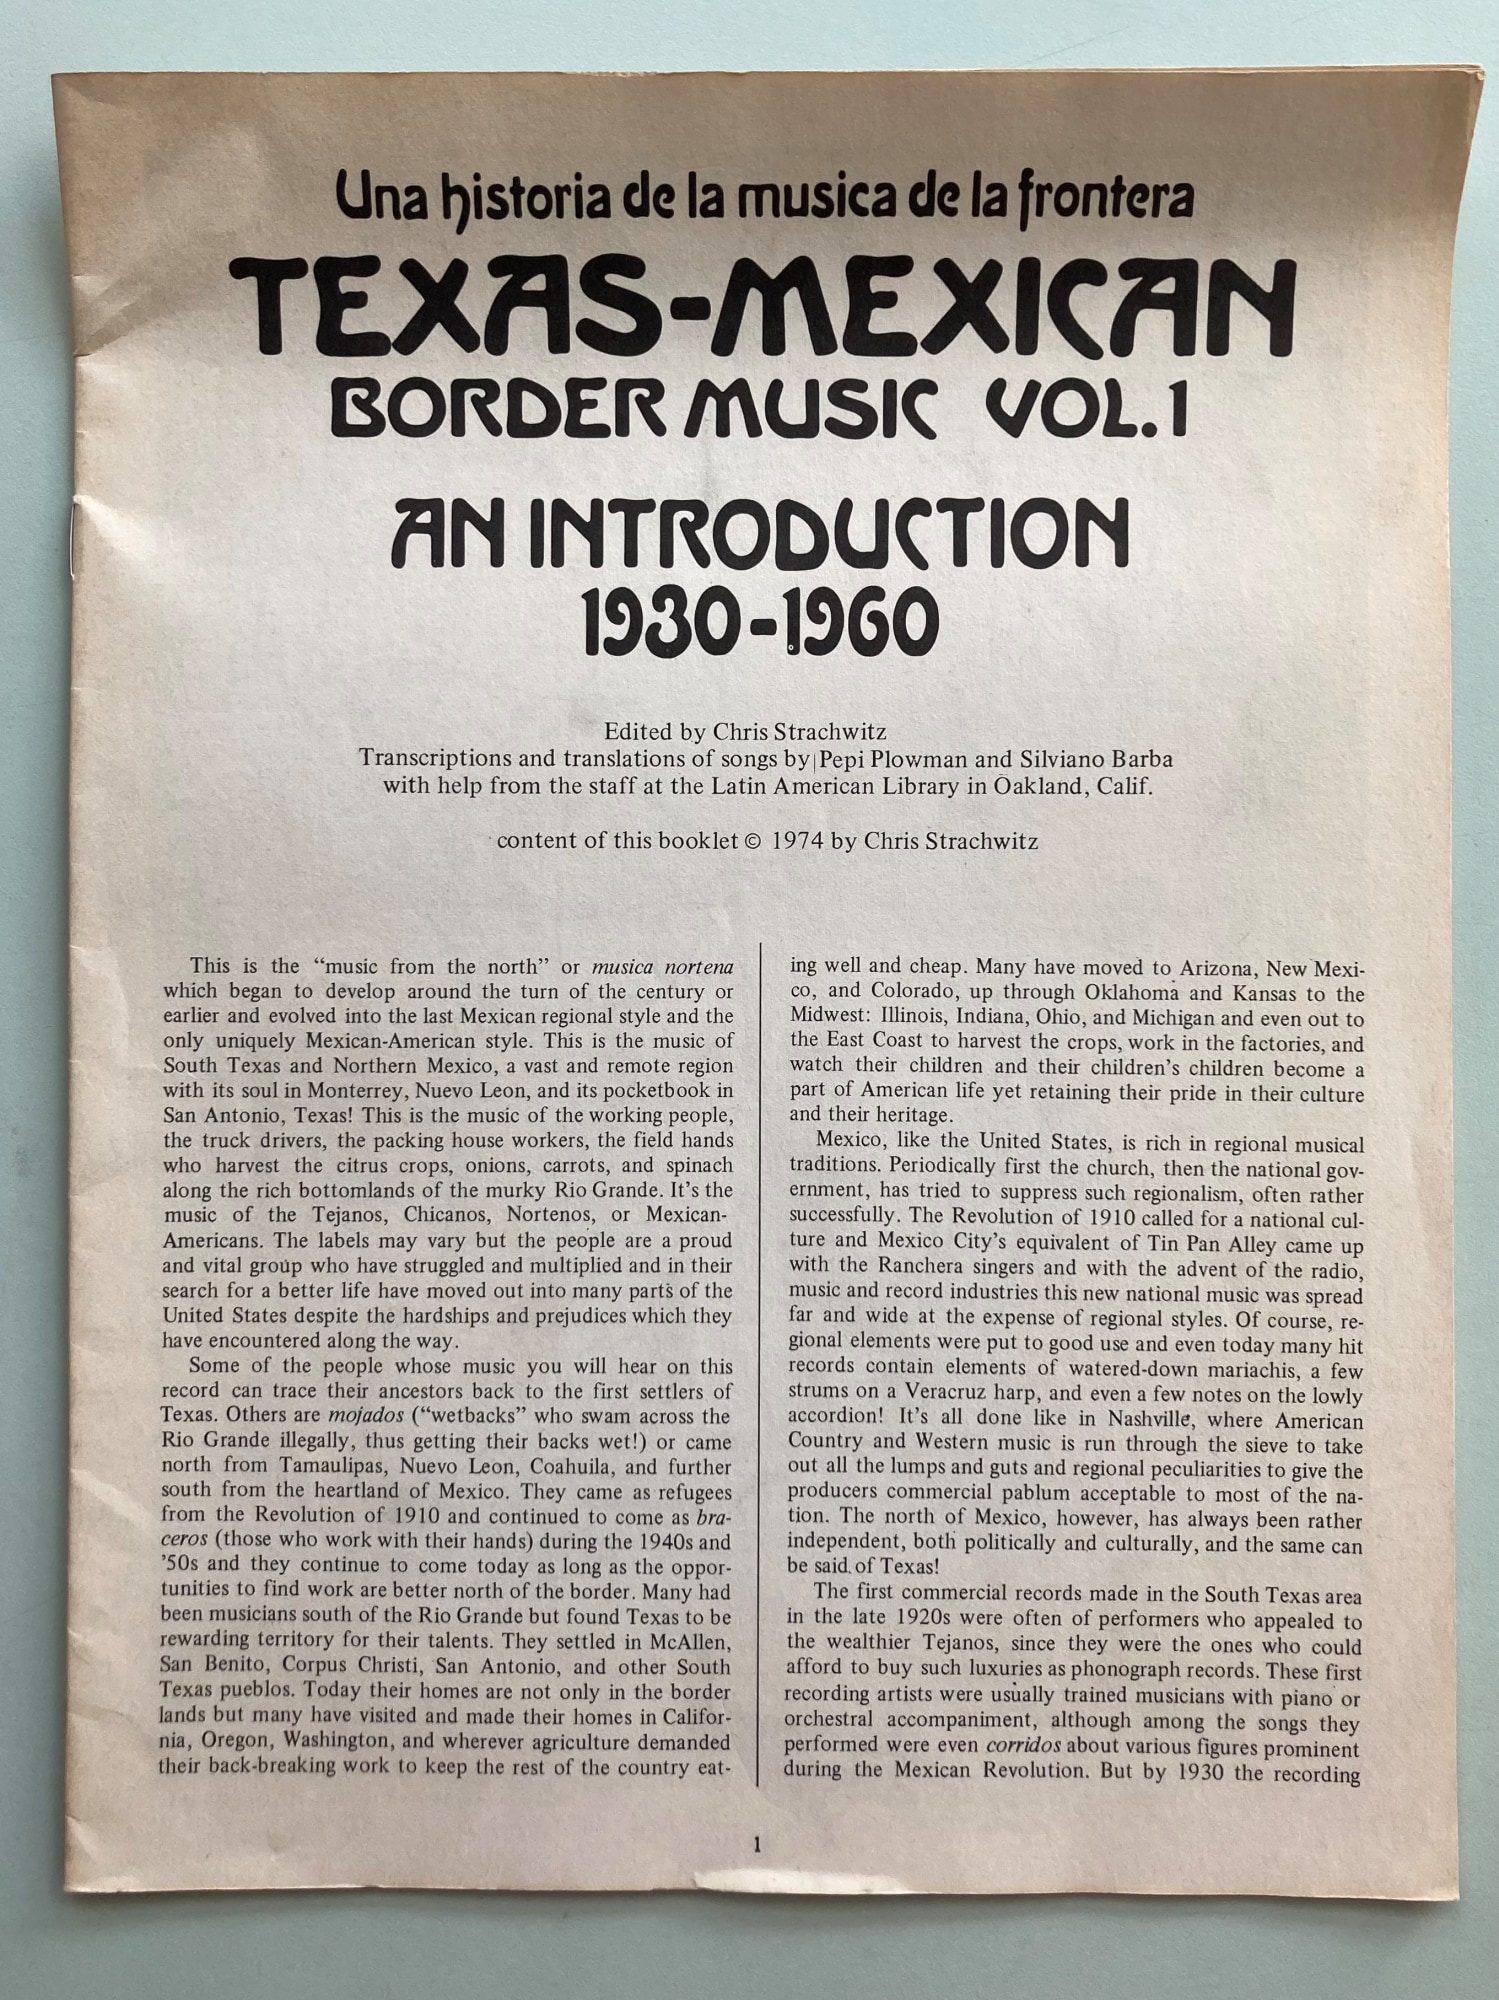 Una historia de la musica de la frontera
TEXAS-MEXICAN
BORDER MUSIC VOL.1
AN INTRODUCTION
1930-1960
Edited by Chris Strachwitz
Transcriptions and translations of songs by Pepi Plowman and Silviano Barba
with help from the staff at the Latin American Library in Oakland, Calif.
content of this booklet © 1974 by Chris Strachwitz
This is the “music from the north” or musica nortena
which began to develop around the turn of the century or
earlier and evolved into the last Mexican regional style and the
only uniquely Mexican-American style. This is the music of
South Texas and Northern Mexico, a vast and remote region
with its soul in Monterrey, Nuevo Leon, and its pocketbook in
San Antonio, Texas! This is the music of the working people,
the truck drivers, the packing house workers, the field hands
who harvest the citrus crops, onions, carrots, and spinach
along the rich bottomlands of the murky Rio Grande. It’s the
music of the Tejanos, Chicanos, Nortenos, or Mexican-
Americans. The labels may vary but the people are a proud
and vital group who have struggled and multiplied and in their
search for a better life have moved out into many parts of the
United States despite the hardships and prejudices which they
have encountered along the way.
Some of the people whose music you will hear on this
record can trace their ancestors back to the first settlers of
Texas. Others are mojados (“wetbacks” who swam across the
Rio Grande illegally, thus getting their backs wet!) or came
north from Tamaulipas, Nuevo Leon, Coahuila, and further
south from the heartland of Mexico. They came as refugees
from the Revolution of 1910 and continued to come as bra-
ceros (those who work with their hands) during the 1940s and
’50s and they continue to come today as long as the oppor-
tunities to find work are better north of the border. Many had
been musicians south of the Rio Grande but found Texas to be
rewarding territory for their talents. They settled in McAllen,
San Benito, Corpus Christi, San Antonio, and other South
Texas pueblos. Today their homes are not only in the border
lands but many have visited and made their homes in Califor-
nia, Oregon, Washington, and wherever agriculture demanded
their back-breaking work to keep the rest of the country eat-
ing well and cheap. Many have moved to Arizona, New Mexi-
co, and Colorado, up through Oklahoma and Kansas to the
Midwest: Illinois, Indiana, Ohio, and Michigan and even out to
the East Coast to harvest the crops, work in the factories, and
watch their children and their children’s children become a
part of American life yet retaining their pride in their culture
and their heritage.
Mexico, like the United States, is rich in regional musical
traditions. Periodically first the church, then the national gov-
ernment, has tried to suppress such regionalism, often rather
successfully. The Revolution of 1910 called for a national cul-
ture and Mexico City’s equivalent of Tin Pan Alley came up
with the Ranchera singers and with the advent of the radio,
music and record industries this new national music was spread
far and wide at the expense of regional styles. Of course, re-
gional elements were put to good use and even today many hit
records contain elements of watered-down mariachis, a few
strums on a Veracruz harp, and even a few notes on the lowly
accordion! It’s all done like in Nashville, where American
Country and Western music is run through the sieve to take
out all the lumps and guts and regional peculiarities to give the
producers commercial pablum acceptable to most of the na-
tion. The north of Mexico, however, has always been rather
independent, both politically and culturally, and the same can
be said of Texas!
The first commercial records made in the South Texas area
in the late 1920s were often of performers who appealed to
the wealthier Tejanos, since they were the ones who could
afford to buy such luxuries as phonograph records. These first
recording artists were usually trained musicians with piano or
orchestral accompaniment, although among the songs they
performed were even corridos about various figures prominent
during the Mexican Revolution. But by 1930 the recording
1